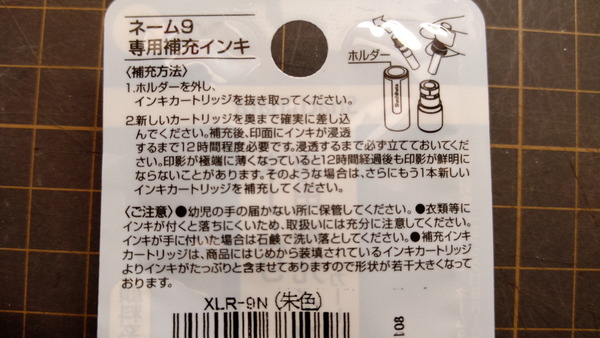 ネーム9
専用補充インキ
ホルダー
〈補充方法〉
1.ホルダーを外し、
インキカートリッジを抜き取ってください。
2.新しいカートリッジを奥まで確実に差し込
んでください。補充後、印面にインキが浸透
するまで12時間程度必要です。浸透するまで必ず立てておいてくだ
さい。印影が極端に薄くなっていると12時間経過後も印影が鮮明に
ならないことがあります。そのような場合は、さらにもう1本新しい
インキカートリッジを補充してください。
〈ご注意〉●幼児の手の届かない所に保管してください。●衣類等に
インキが付くと落ちにくいため、取扱いには充分に注意してください。
インキが手に付いた場合は石鹸で洗い落としてください。●補充インキ
カートリッジは、商品にはじめから装填されているインキカートリッジ
よりインキがたっぷりと含ませてありますので形状が若干大きくなって
おります。
XLR-9N(朱色)